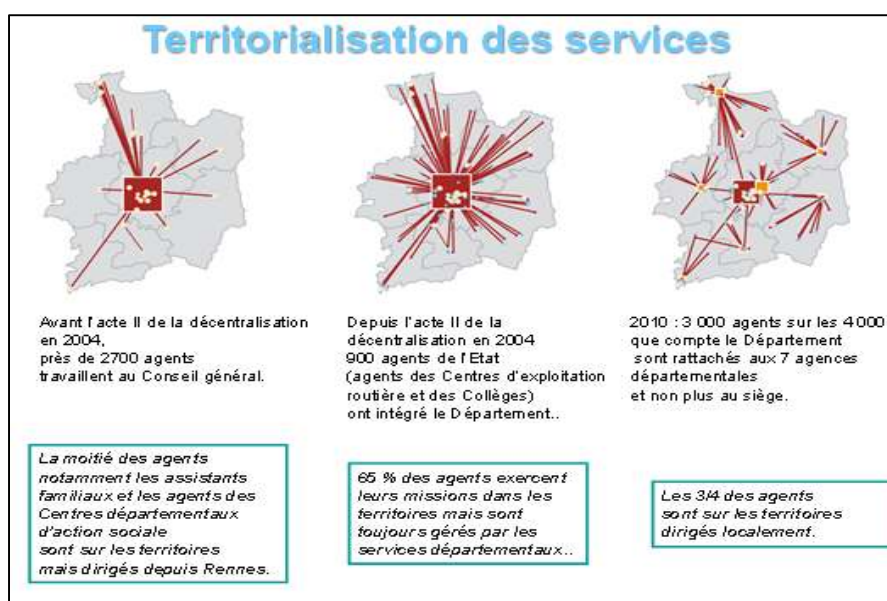 Territorialisation des services
Avant l'acte II de la décentralisation
en 2004,
près de 2700 agents
travaillent au Conseil général.
La moitié des agents
notamment les assistants
familiaux et les agents des
Centres départementaux
d'action sociale
sont sur les territoires
mais dirigés depuis Rennes.
Depuis l'acte II de la
décentralisation en 2004
900 agents de l'Etat
(agents des Centres d'exploitation
routière et des Collèges)
ont intégré le Département..
65 % des agents exercent
leurs missions dans les
territoires mais sont
toujours gérés par les
services départementaux..
2010 : 3 000 agents sur les 4 000
que compte le Département
sont rattachés aux 7 agences
départementales
et non plus au siège.
Les 3/4 des agents
sont sur les territoires
dirigés localement.